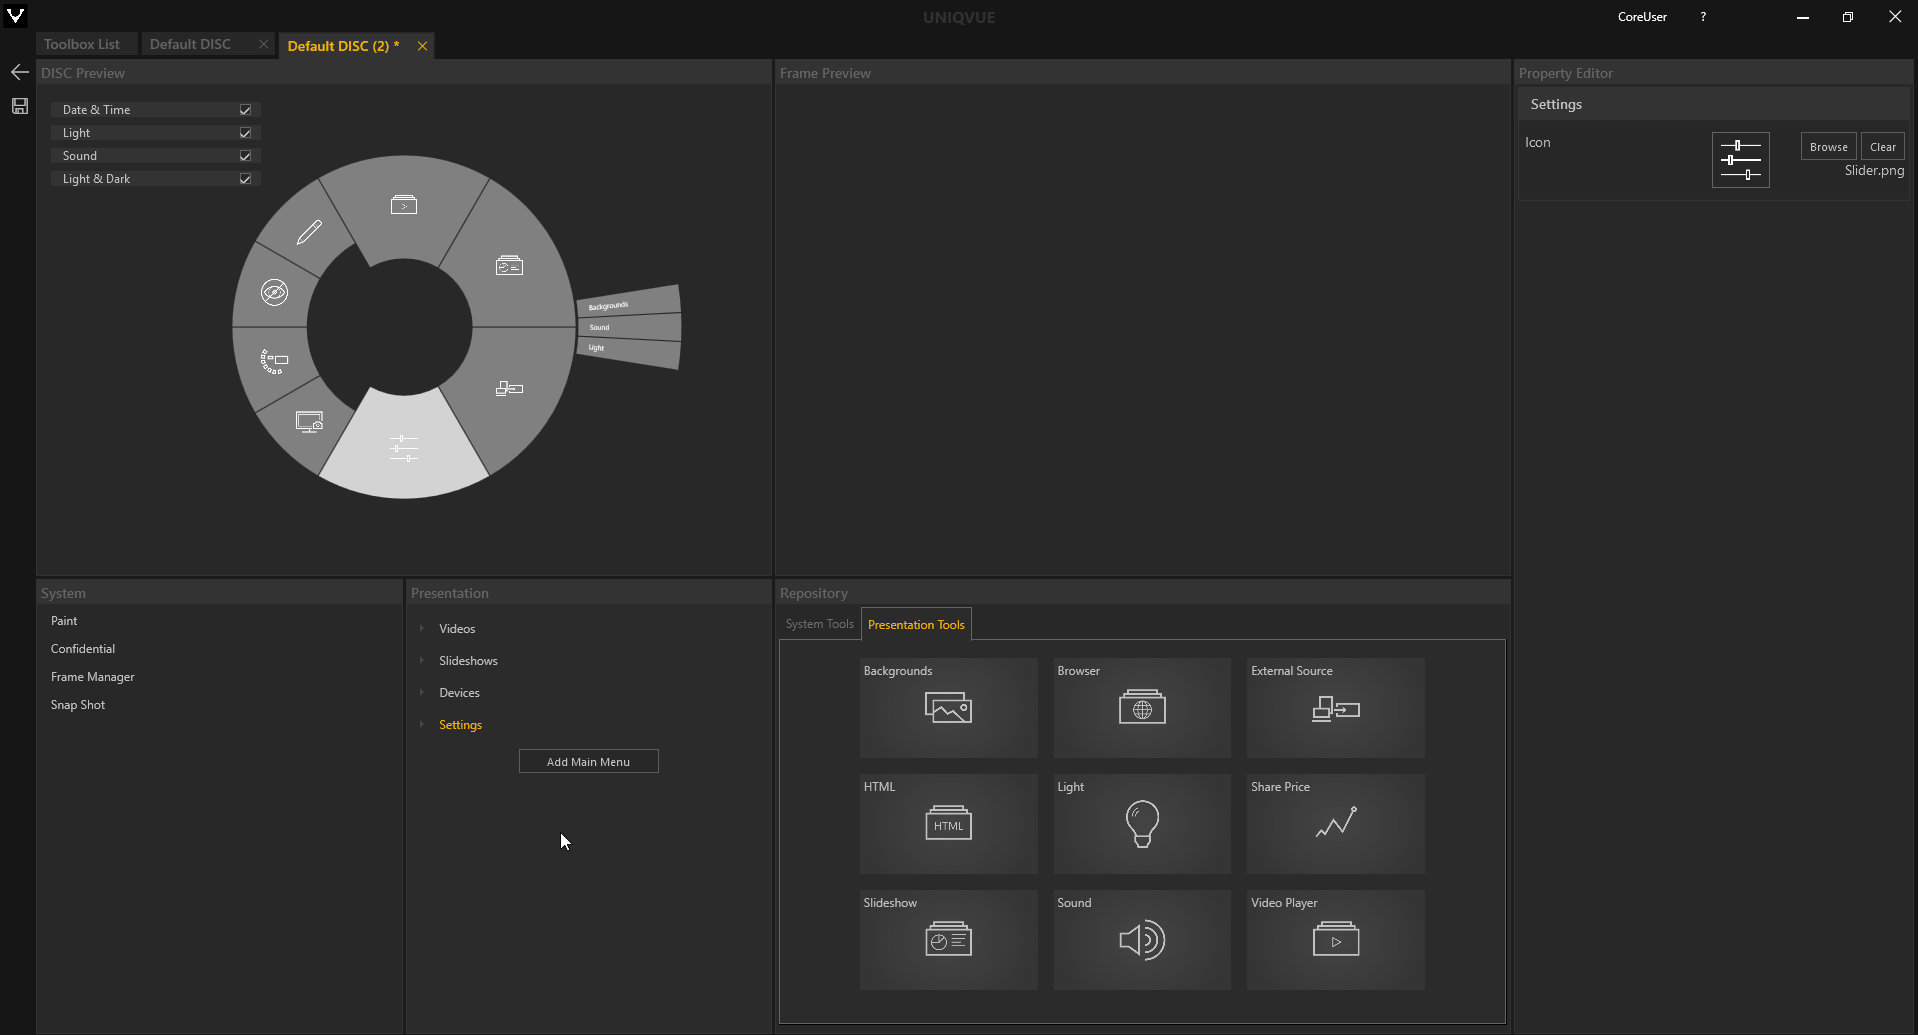 UNIQVUE
CoreUser
?
Toolbox List
Default DISC
Default DISC (2) *
DISC Preview
Frame Preview
Property Editor
Date & Time
Light
Sound
Light & Dark
Backgrounds
Sound
Light
Settings
Icon
Browse
Clear
Slider.png
System
Paint
Confidential
Frame Manager
Snap Shot
Presentation
Videos
Slideshows
Devices
Settings
Add Main Menu
Repository
System Tools
Presentation Tools
Backgrounds
Browser
External Source
HTML
HTML
Light
Share Price
Slideshow
Sound
Video Player